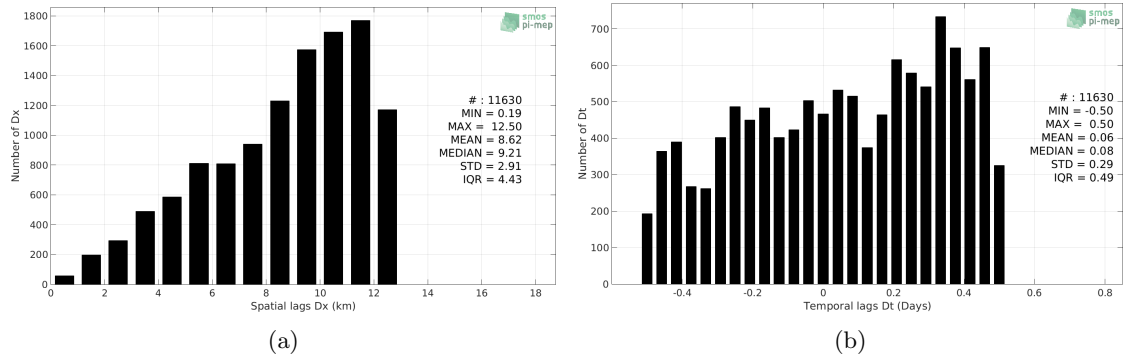 1800
1600
1400
1200
1000
800
600
400
200
0
Number of Dx
smos
pi-mep
# : 11630
MIN = 0.19
MAX = 12.50
MEAN = 8.62
MEDIAN = 9.21
STD = 2.91
IQR = 4.43
0 2 4 6 8 10 12 14 16 18
Spatial lags Dx (km)
(a)
700
600
500
400
300
200
100
0
Number of Dt
smos
pi-mep
# : 11630
MIN = -0.50
MAX = 0.50
MEAN = 0.06
MEDIAN = 0.08
STD = 0.29
IQR = 0.49
-0.4 -0.2 0 0.2 0.4 0.6 0.8
Temporal lags Dt (Days)
(b)